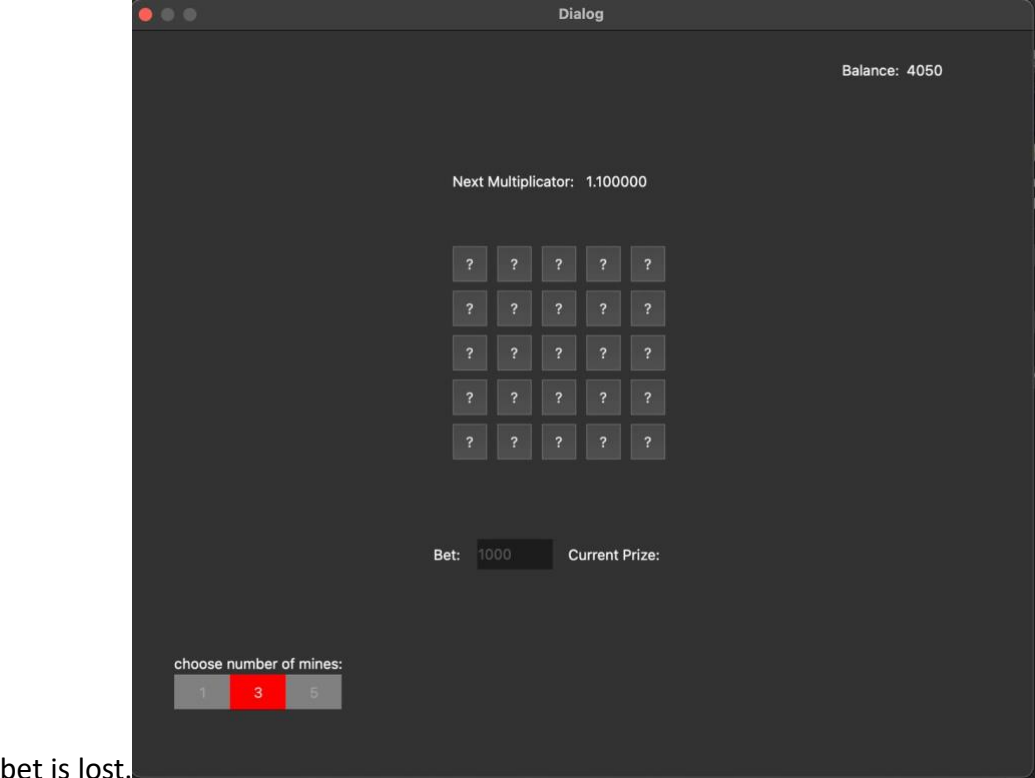 Dialog
Balance: 4050
Next Multiplicator: 1.100000
? ? ? ? ?
? ? ? ? ?
? ? ? ? ?
? ? ? ? ?
? ? ? ? ?
Bet: 1000 Current Prize:
choose number of mines:
1 3 5
bet is lost.